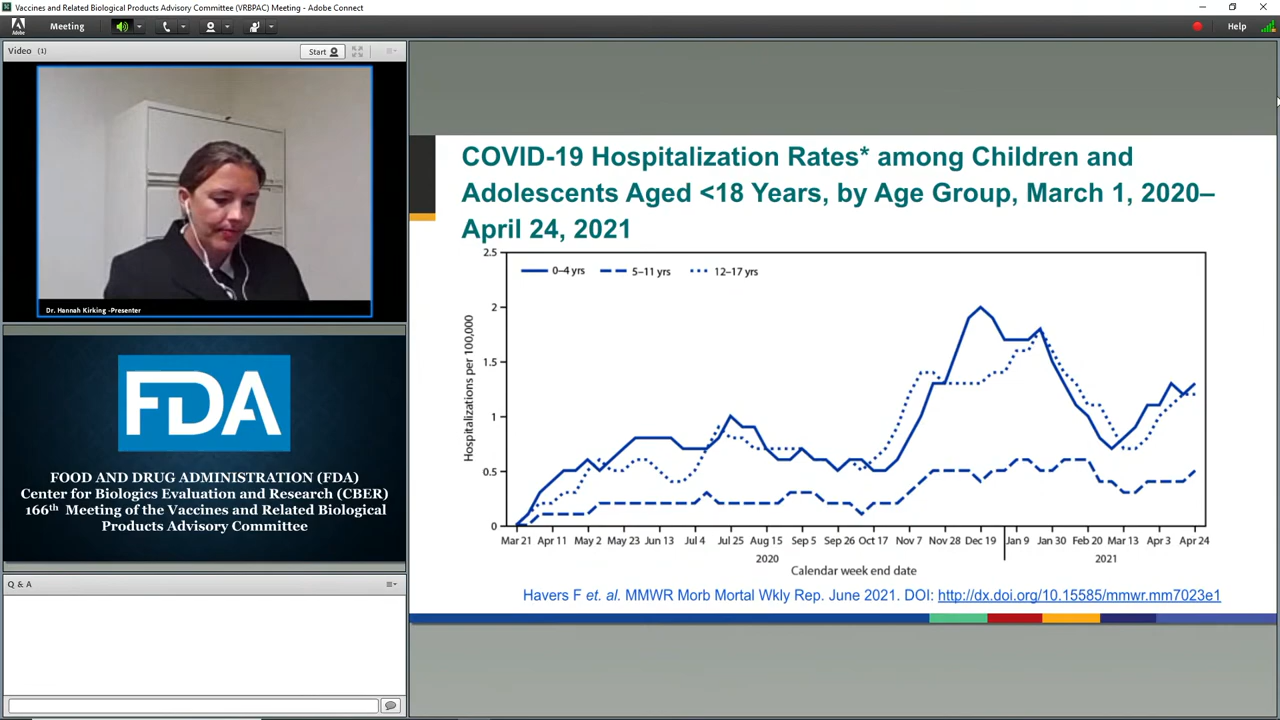 Vaccines and Related Biological Products Advisory Committee (VRBPAC) Meeting - Adobe Connect
Adobe
Meeting
Help
Video (1)
Start
Dr. Hannah Kirking -Presenter
FDA
FOOD AND DRUG ADMINISTRATION (FDA)
Center for Biologics Evaluation and Research (CBER)
166th Meeting of the Vaccines and Related Biological
Products Advisory Committee
Q & A
COVID-19 Hospitalization Rates* among Children and
Adolescents Aged <18 Years, by Age Group, March 1, 2020–
April 24, 2021
2.5
0–4 yrs 5–11 yrs 12–17 yrs
2
1.5
1
0.5
0
Hospitalizations per 100,000
Mar 21 Apr 11 May 2 May 23 Jun 13 Jul 4 Jul 25 Aug 15 Sep 5 Sep 26 Oct 17 Nov 7 Nov 28 Dec 19 Jan 9 Jan 30 Feb 20 Mar 13 Apr 3 Apr 24
2020 2021
Calendar week end date
Havers F et. al. MMWR Morb Mortal Wkly Rep. June 2021. DOI: http://dx.doi.org/10.15585/mmwr.mm7023e1